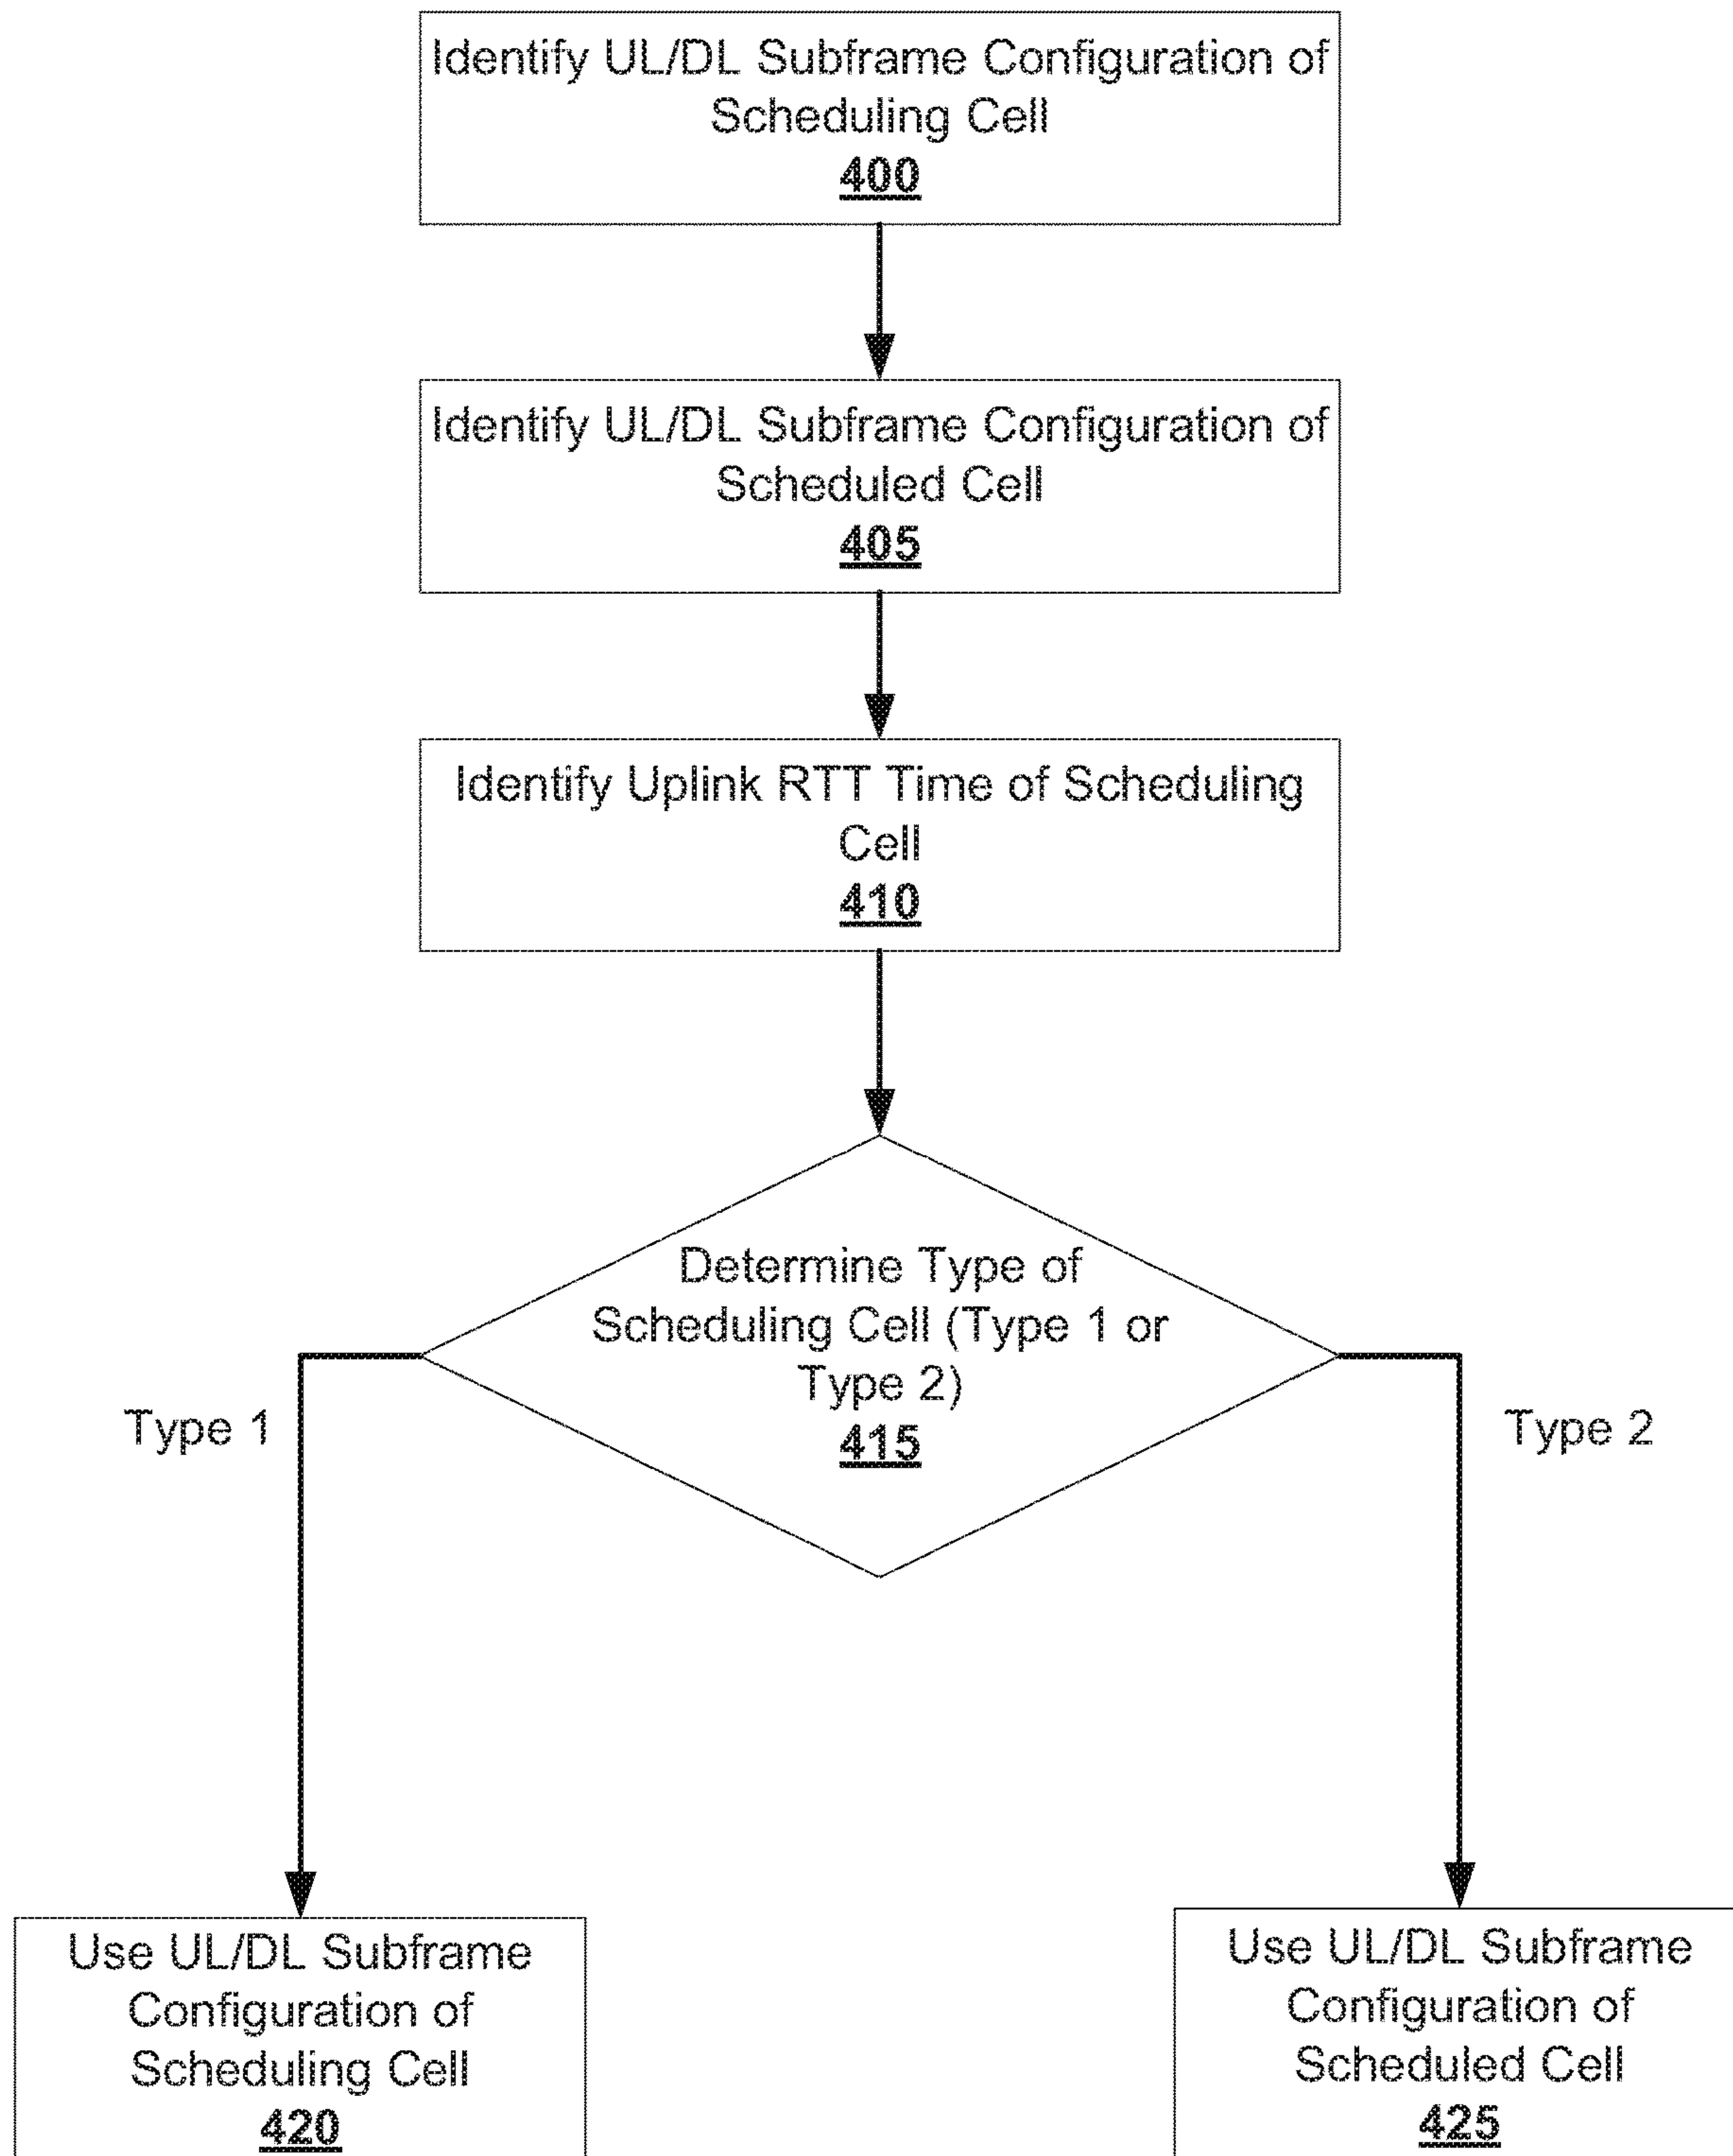 Identify UL/DL Subframe Configuration of
Scheduling Cell
400
Identify UL/DL Subframe Configuration of
Scheduled Cell
405
Identify Uplink RTT Time of Scheduling
Cell
410
Determine Type of
Scheduling Cell (Type 1 or
Type 2)
415
Type 1
Type 2
Use UL/DL Subframe
Configuration of
Scheduling Cell
420
Use UL/DL Subframe
Configuration of
Scheduled Cell
425